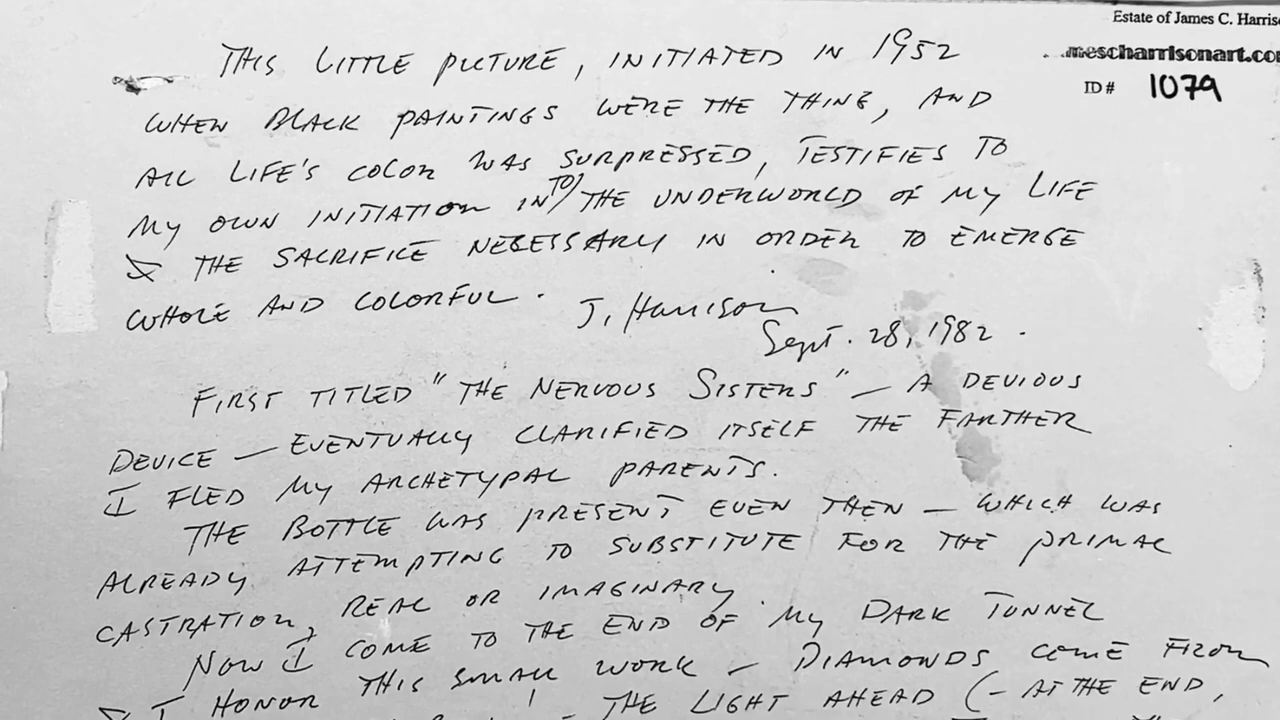 Estate of James C. Harriso
mescharrisonart.co
ID# 1079
THIS LITTLE PICTURE, INITIATED IN 1952
WHEN BLACK PAINTINGS WERE THE THING, AND
ALL LIFE'S COLOR WAS SURPRESSED, TESTIFIES TO
MY OWN INITIATION INTO THE UNDERWORLD OF MY LIFE
& THE SACRIFICE NECESSARY IN ORDER TO EMERGE
WHOLE AND COLORFUL.
J. Harrison
Sept. 28, 1982.
FIRST TITLED "THE NERVOUS SISTERS" — A DEVIOUS
DEVICE — EVENTUALLY CLARIFIED ITSELF THE FARTHER
I FLED MY ARCHETYPAL PARENTS.
THE BOTTLE WAS PRESENT EVEN THEN — WHICH WAS
ALREADY ATTEMPTING TO SUBSTITUTE FOR THE PRIMAL
CASTRATION, REAL OR IMAGINARY.
NOW I COME TO THE END OF MY DARK TUNNEL
& I HONOR THIS SMALL WORK — DIAMONDS COME FROM
THE LIGHT AHEAD (— AT THE END,